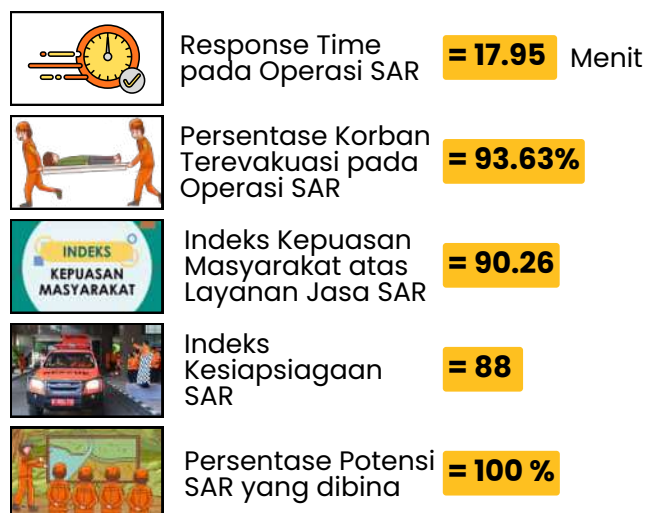 Response Time
pada Operasi SAR
= 17.95 Menit
Persentase Korban
Terevakuasi pada
Operasi SAR
= 93.63%
INDEKS
KEPUASAN
MASYARAKAT
Indeks Kepuasan
Masyarakat atas
Layanan Jasa SAR
= 90.26
RESCUE
Indeks
Kesiapsiagaan
SAR
= 88
Persentase Potensi
SAR yang dibina
= 100 %